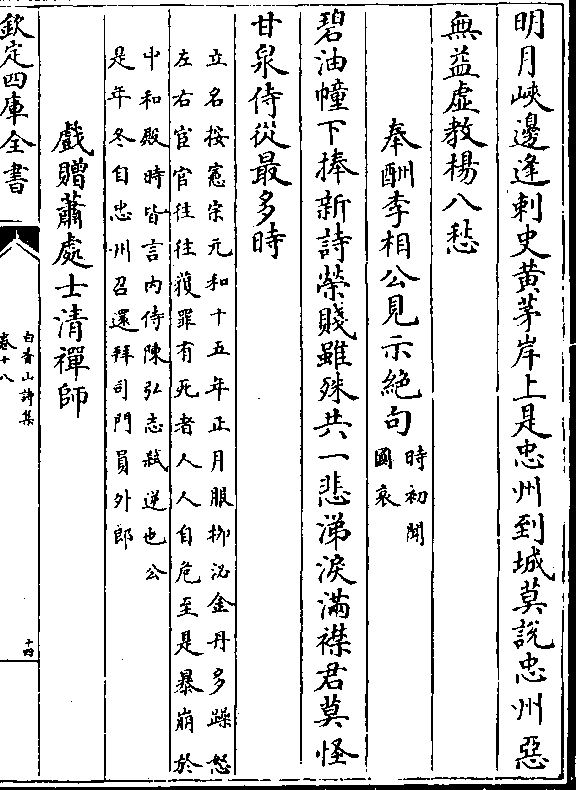 明月峽邊逢刺史黄茅岸上是忠州到城莫說忠州惡
無益虛教楊八愁
奉酬李相公見示絶句時初聞
國哀
碧油幢下捧新詩榮賤雖殊共一悲涕淚滿襟君莫怪
甘泉侍從最多時
立名按憲宗元和十五年正月服柳泌金丹多躁怒
左右宦官往往獲罪有死者人人自危至是暴崩於
中和殿時皆言内侍陳弘志弑逆也公
是年冬自忠州召還拜司門員外郎
戲贈蕭處士清禪師
欽定四庫全書
白香山詩集
卷十八
十四